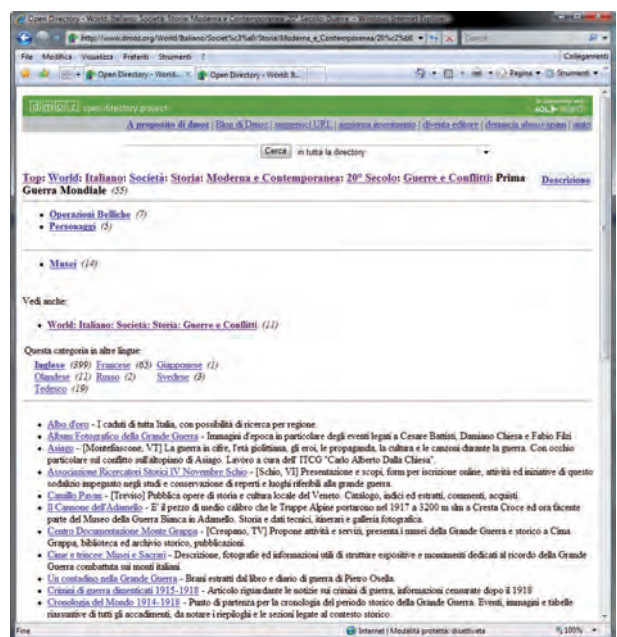 Open Directory - World: Italiano: Società: Storia: Moderna e Contemporanea: 20° Secolo: Guerre - Windows Internet Explorer
File Modifica Visualizza Preferiti Strumenti ?
Collegamenti
Open Directory - World... X Open Directory - World: It...
Pagina Strumenti
dmoz open directory project
A proposito di dmoz | Blog di Dmoz | suggerisci URL | aggiorna inserimento | diventa editore | denuncia abuso/spam | aiuto
Cerca in tutta la directory
Top: World: Italiano: Società: Storia: Moderna e Contemporanea: 20° Secolo: Guerre e Conflitti: Prima
Guerra Mondiale (55)
Descrizione
Operazioni Belliche (7)
Personaggi (5)
Musei (14)
Vedi anche:
World: Italiano: Società: Storia: Guerre e Conflitti (11)
Questa categoria in altre lingue:
Inglese (399) Francese (65) Giapponese (1)
Olandese (11) Russo (2) Svedese (3)
Tedesco (19)
Albo d'oro - I caduti di tutta Italia, con possibilità di ricerca per regione.
Album Fotografico della Grande Guerra - Immagini d'epoca in particolare degli eventi legati a Cesare Battisti, Damiano Chiesa e Fabio Filzi
Asiago - [Montefiascone, VT] La guerra in cifre, l'età giolittiana, gli eroi, le propaganda, la cultura e le canzoni durante la guerra. Con occhio
particolare sul conflitto sull'altopiano di Asiago. Lavoro a cura dell' ITCG "Carlo Alberto Dalla Chiesa".
Associazione Ricercatori Storici IV Novembre Schio - [Schio, VI] Presentazione e scopi, form per iscrizione online, attività ed iniziative di questo
sodalizio impegnato negli studi e conservazione di reperti e luoghi riferibili alla grande guerra.
Camillo Pavan - [Treviso] Pubblica opere di storia e cultura locale del Veneto. Catalogo, indici ed estratti, commenti, acquisti.
Il Cannone dell'Adamello - E' il pezzo di medio calibro che le Truppe Alpine portarono nel 1917 a 3200 m slm a Cresta Croce ed ora facente
parte del Museo della Guerra Bianca in Adamello. Storia e dati tecnici, itinerari e galleria fotografica.
Centro Documentazione Monte Grappa - [Crespano, TV] Propone attività e servizi, presenta i musei della Grande Guerra e storico a Cima
Grappa, biblioteca ed archivio storico, pubblicazioni.
Cime e trincee: Musei e Sacrari - Descrizione, fotografie ed informazioni utili di strutture espositive e monumenti dedicati al ricordo della Grande
Guerra combattuta sui monti italiani.
Un contadino nella Grande Guerra - Brani estratti dal libro e diario di guerra di Pietro Osella.
Crimini di guerra dimenticati 1915-1918 - Articolo riguardante le notizie sui crimini di guerra, informazioni censurate dopo il 1918
Cronologia del Mondo 1914-1918 - Punto di partenza per la cronologia del periodo storico della Grande Guerra. Eventi, immagini e tabelle
riassuntive di tutti gli accadimenti, da notare i riepiloghi e le sezioni legate al contesto storico.
Fine
Internet | Modalità protetta: disattivata
100%